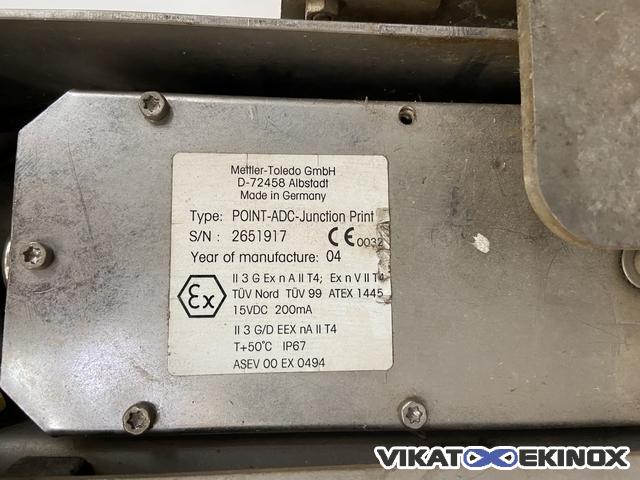 Mettler-Toledo GmbH
D-72458 Albstadt
Made in Germany
Type: POINT-ADC-Junction Print
S/N : 2651917 CE 0032
Year of manufacture: 04
Ex
II 3 G Ex n A II T4; Ex n V II T4
TÜV Nord TÜV 99 ATEX 1445
15VDC 200mA
II 3 G/D EEX nA II T4
T+50°C IP67
ASEV 00 EX 0494
VIKATOO EKINOX